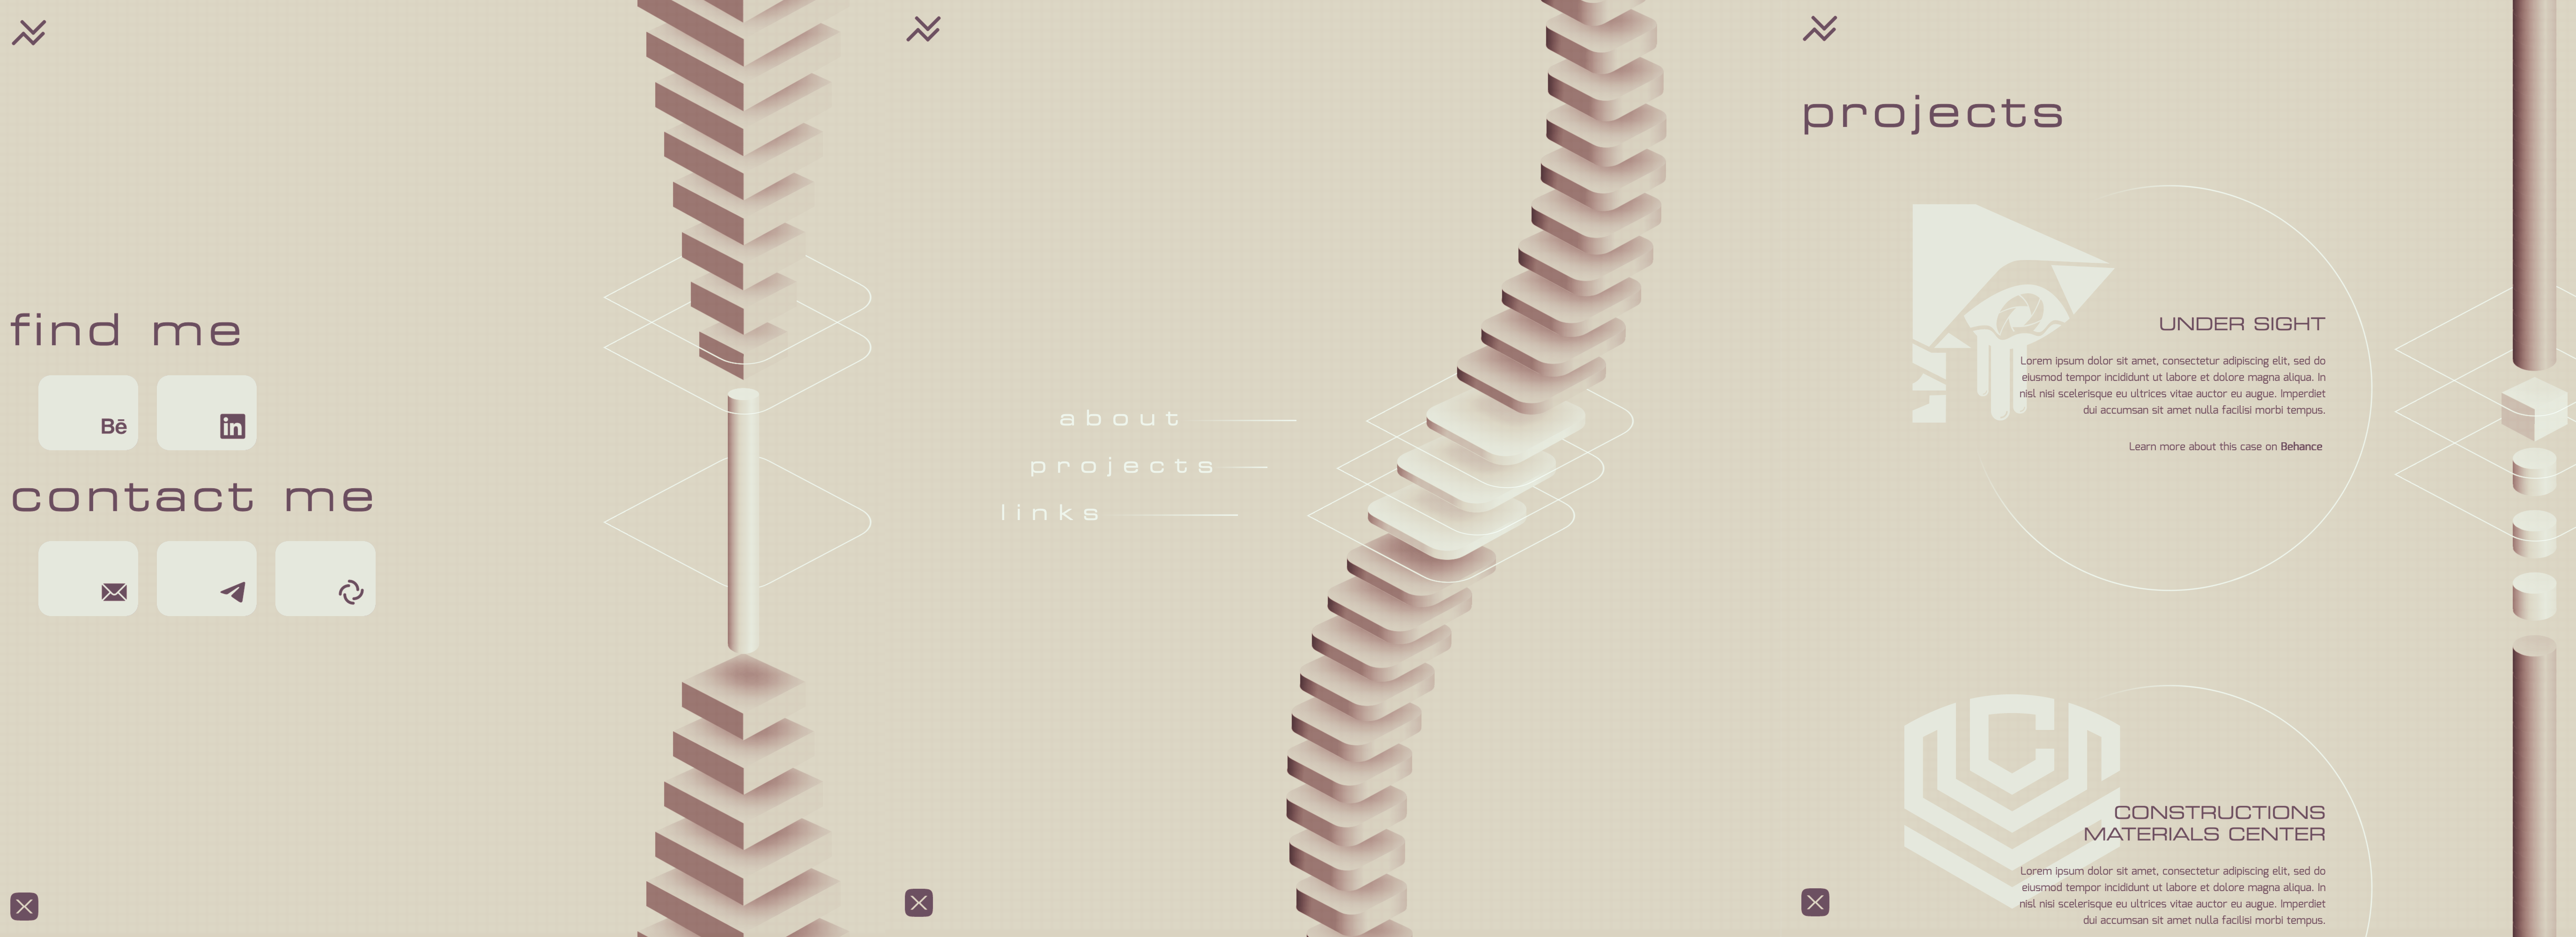 find me
Bē
in
contact me
about
projects
links
projects
UNDER SIGHT
Lorem ipsum dolor sit amet, consectetur adipiscing elit, sed do
eiusmod tempor incididunt ut labore et dolore magna aliqua. In
nisl nisi scelerisque eu ultrices vitae auctor eu augue. Imperdiet
dui accumsan sit amet nulla facilisi morbi tempus.
Learn more about this case on Behance
CONSTRUCTIONS
MATERIALS CENTER
Lorem ipsum dolor sit amet, consectetur adipiscing elit, sed do
eiusmod tempor incididunt ut labore et dolore magna aliqua. In
nisl nisi scelerisque eu ultrices vitae auctor eu augue. Imperdiet
dui accumsan sit amet nulla facilisi morbi tempus.